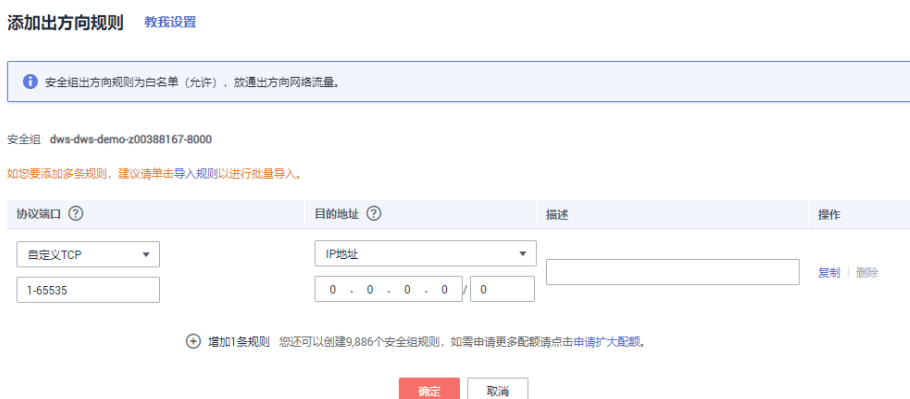 添加出方向规则 教我设置
安全组出方向规则为白名单（允许），放通出方向网络流量。
安全组 dws-dws-demo-z00388167-8000
如您要添加多条规则，建议请单击导入规则以进行批量导入。
协议端口 目的地址 描述 操作
自定义TCP IP地址
复制 删除
1-65535 0 . 0 . 0 . 0 / 0
增加1条规则 您还可以创建9,886个安全组规则，如需申请更多配额请点击申请扩大配额。
确定 取消